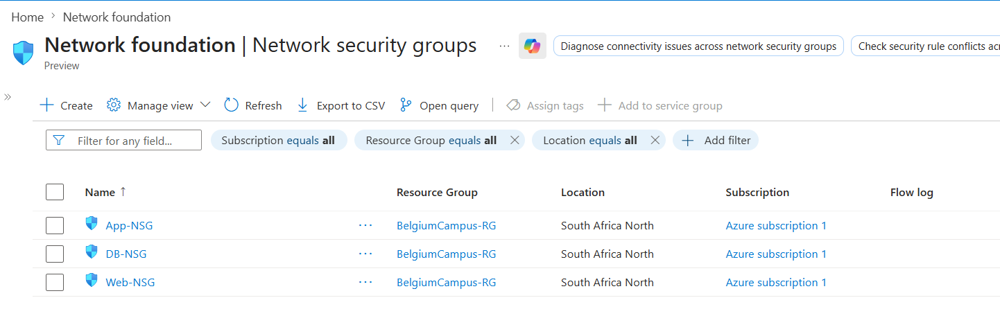 Home > Network foundation
Network foundation | Network security groups ... Diagnose connectivity issues across network security groups Check security rule conflicts acr
Preview
» 
+ Create Manage view Refresh Export to CSV Open query | Assign tags + Add to service group
Filter for any field... Subscription equals all Resource Group equals all × Location equals all × + Add filter
Name ↑ Resource Group Location Subscription Flow log
App-NSG ... BelgiumCampus-RG South Africa North Azure subscription 1
DB-NSG ... BelgiumCampus-RG South Africa North Azure subscription 1
Web-NSG ... BelgiumCampus-RG South Africa North Azure subscription 1